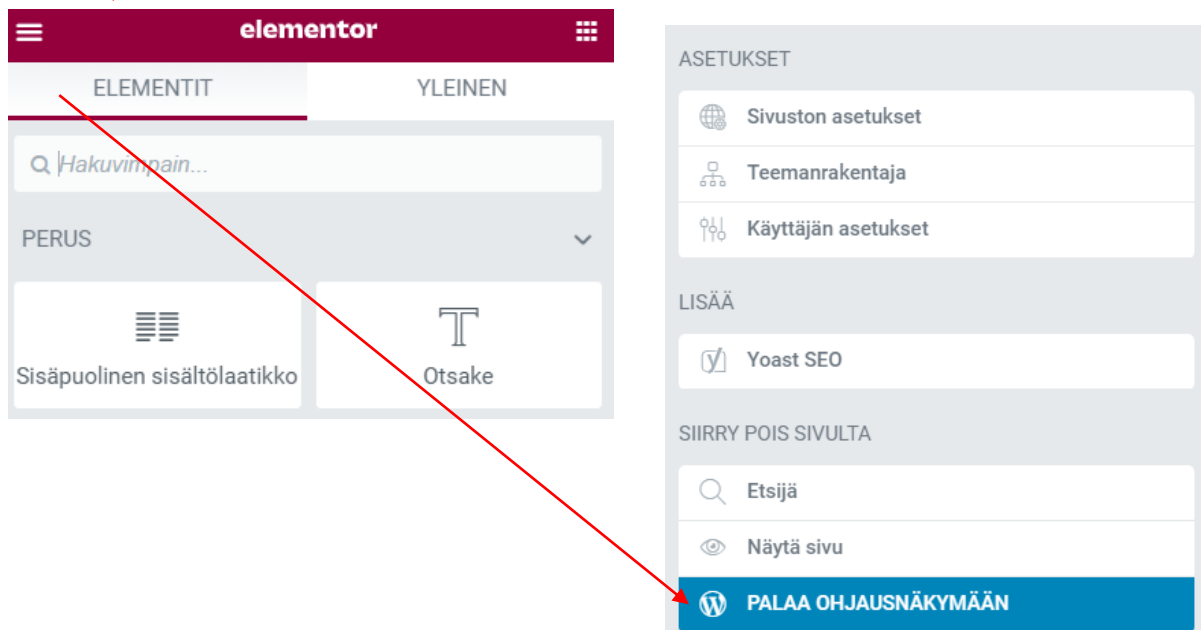 elementor
ELEMENTIT YLEINEN
Hakuvimpain...
PERUS
Sisäpuolinen sisältölaatikko Otsake
ASETUKSET
Sivuston asetukset
Teemanrakentaja
Käyttäjän asetukset
LISÄÄ
Yoast SEO
SIIRRY POIS SIVULTA
Etsijä
Näytä sivu
PALAA OHJAUSNÄKYMÄÄN